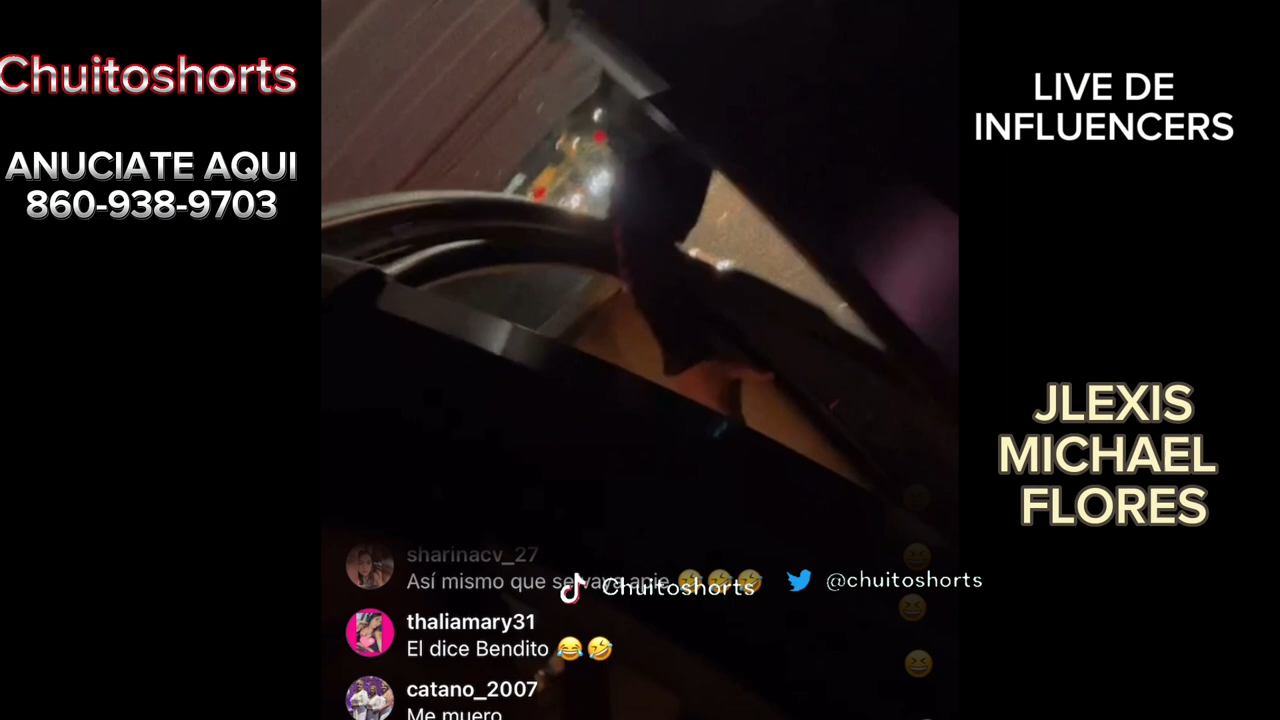 Chuitoshorts
ANUCIATE AQUI
860-938-9703
LIVE DE
INFLUENCERS
JLEXIS
MICHAEL
FLORES
sharinacv_27
Así mismo que se vaya apie 🤣🤣🤣
Chuitoshorts
@chuitoshorts
thaliamary31
El dice Bendito 😂🤣
catano_2007
Me muero